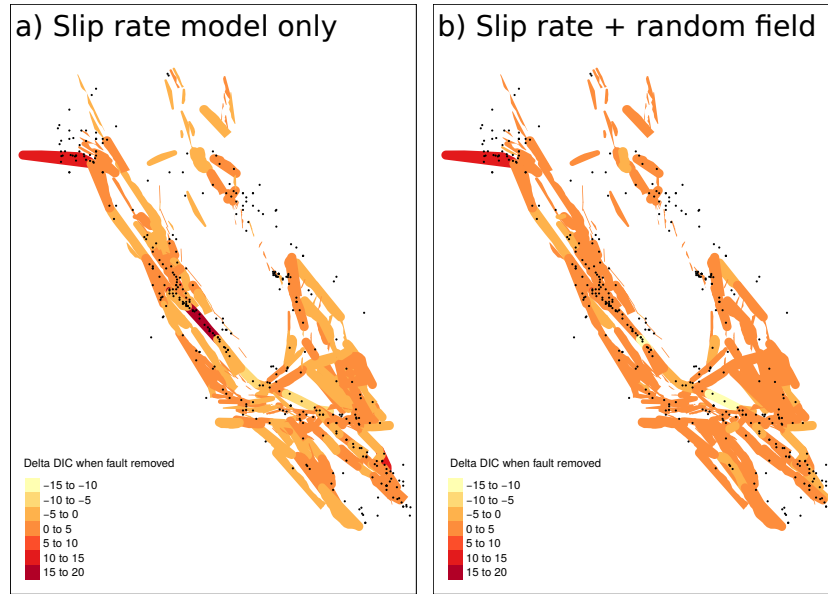 a) Slip rate model only
Delta DIC when fault removed
−15 to −10
−10 to −5
−5 to 0
0 to 5
5 to 10
10 to 15
15 to 20
b) Slip rate + random field
Delta DIC when fault removed
−15 to −10
−10 to −5
−5 to 0
0 to 5
5 to 10
10 to 15
15 to 20